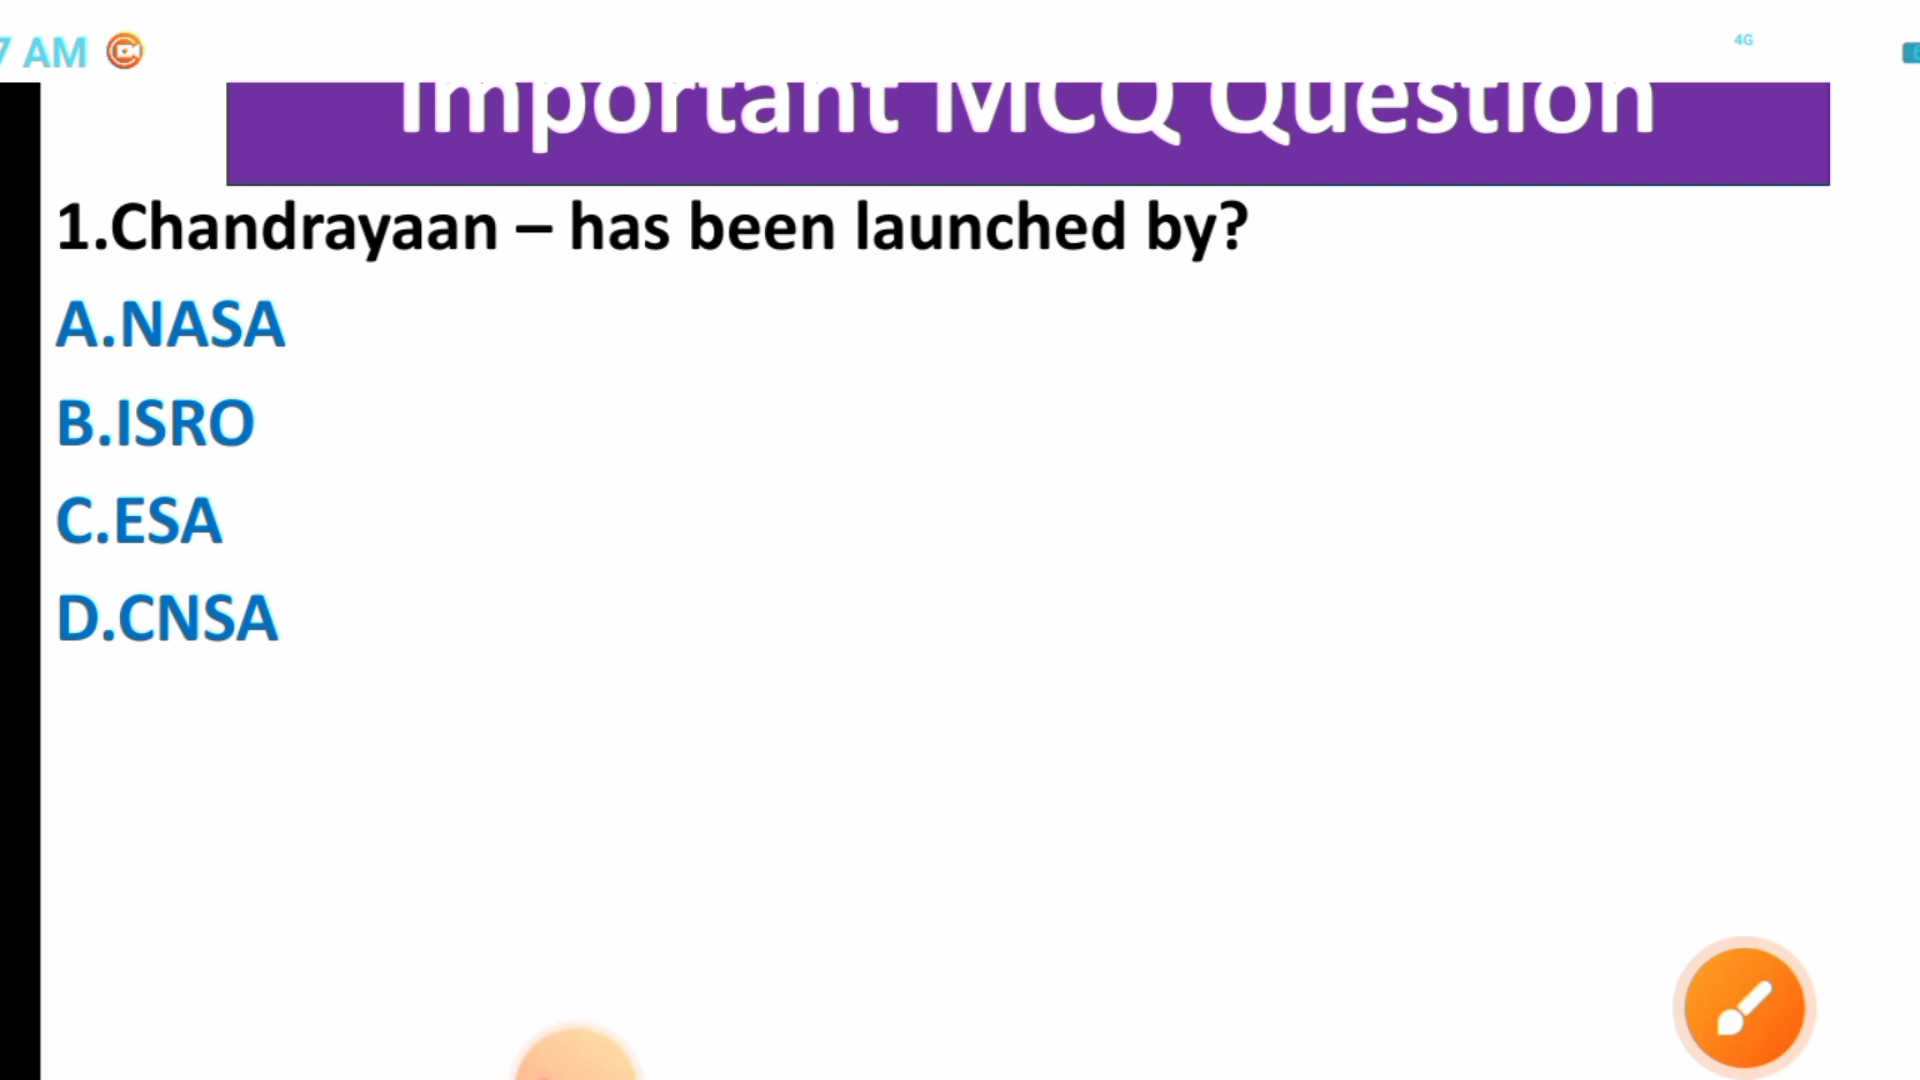 7 AM
4G
Important MCQ Question
1.Chandrayaan – has been launched by?
A.NASA
B.ISRO
C.ESA
D.CNSA